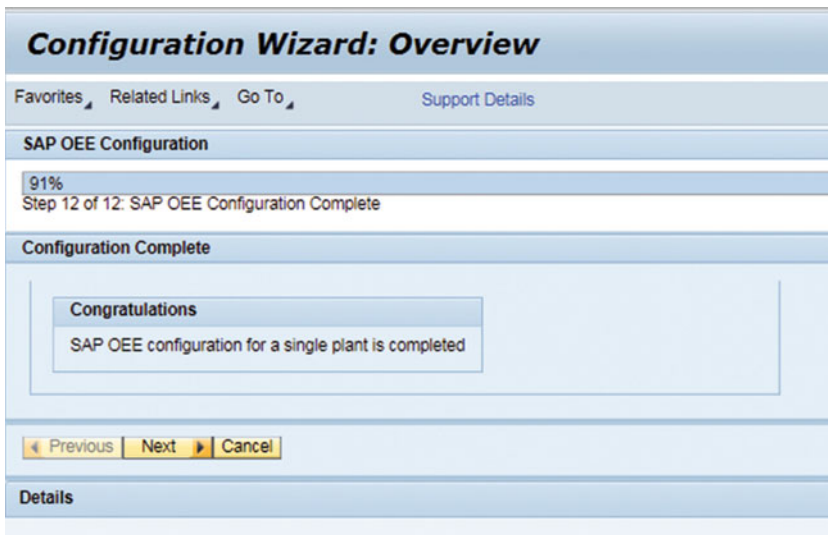 Configuration Wizard: Overview
Favorites Related Links Go To Support Details
SAP OEE Configuration
91%
Step 12 of 12: SAP OEE Configuration Complete
Configuration Complete
Congratulations
SAP OEE configuration for a single plant is completed
Previous Next Cancel
Details